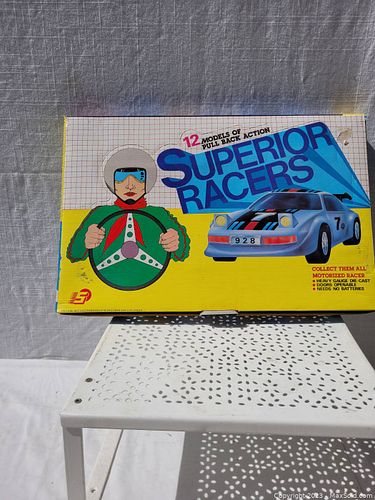 12 MODELS OF
PULL BACK ACTION
SUPERIOR
RACERS
7
928
COLLECT THEM ALL
MOTORIZED RACER
HEAVY GAUGE DIE CAST
DOORS OPENABLE
NEEDS NO BATTERIES
Copyright 2023 - MaxSold.com